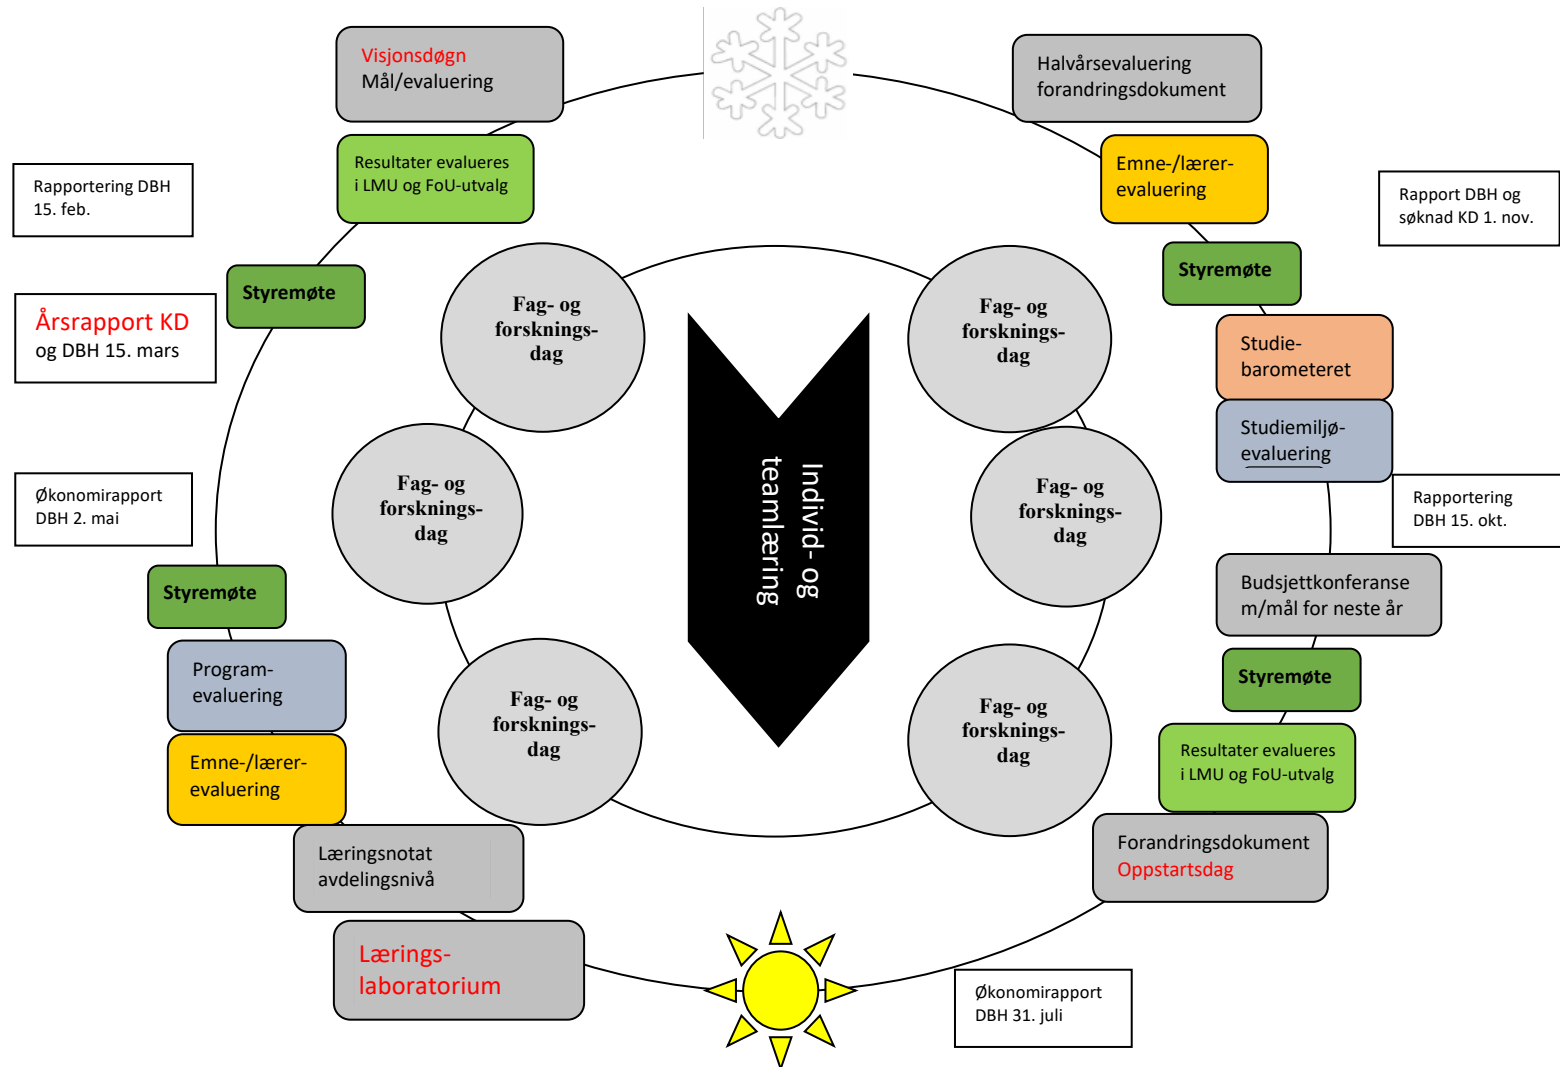 Visjonsdøgn
Mål/evaluering
Halvårsevaluering
forandringsdokument
Resultater evalueres
i LMU og FoU-utvalg
Emne-/lærer-
evaluering
Rapportering DBH
15. feb.
Rapport DBH og
søknad KD 1. nov.
Styremøte
Styremøte
Årsrapport KD
og DBH 15. mars
Fag- og
forsknings-
dag
Fag- og
forsknings-
dag
Studie-
barometeret
Studiemiljø-
evaluering
Fag- og
forsknings-
dag
Individ- og
teamlæring
Fag- og
forsknings-
dag
Økonomirapport
DBH 2. mai
Rapportering
DBH 15. okt.
Styremøte
Budsjettkonferanse
m/mål for neste år
Program-
evaluering
Styremøte
Fag- og
forsknings-
dag
Fag- og
forsknings-
dag
Emne-/lærer-
evaluering
Resultater evalueres
i LMU og FoU-utvalg
Læringsnotat
avdelingsnivå
Forandringsdokument
Oppstartsdag
Lærings-
laboratorium
Økonomirapport
DBH 31. juli